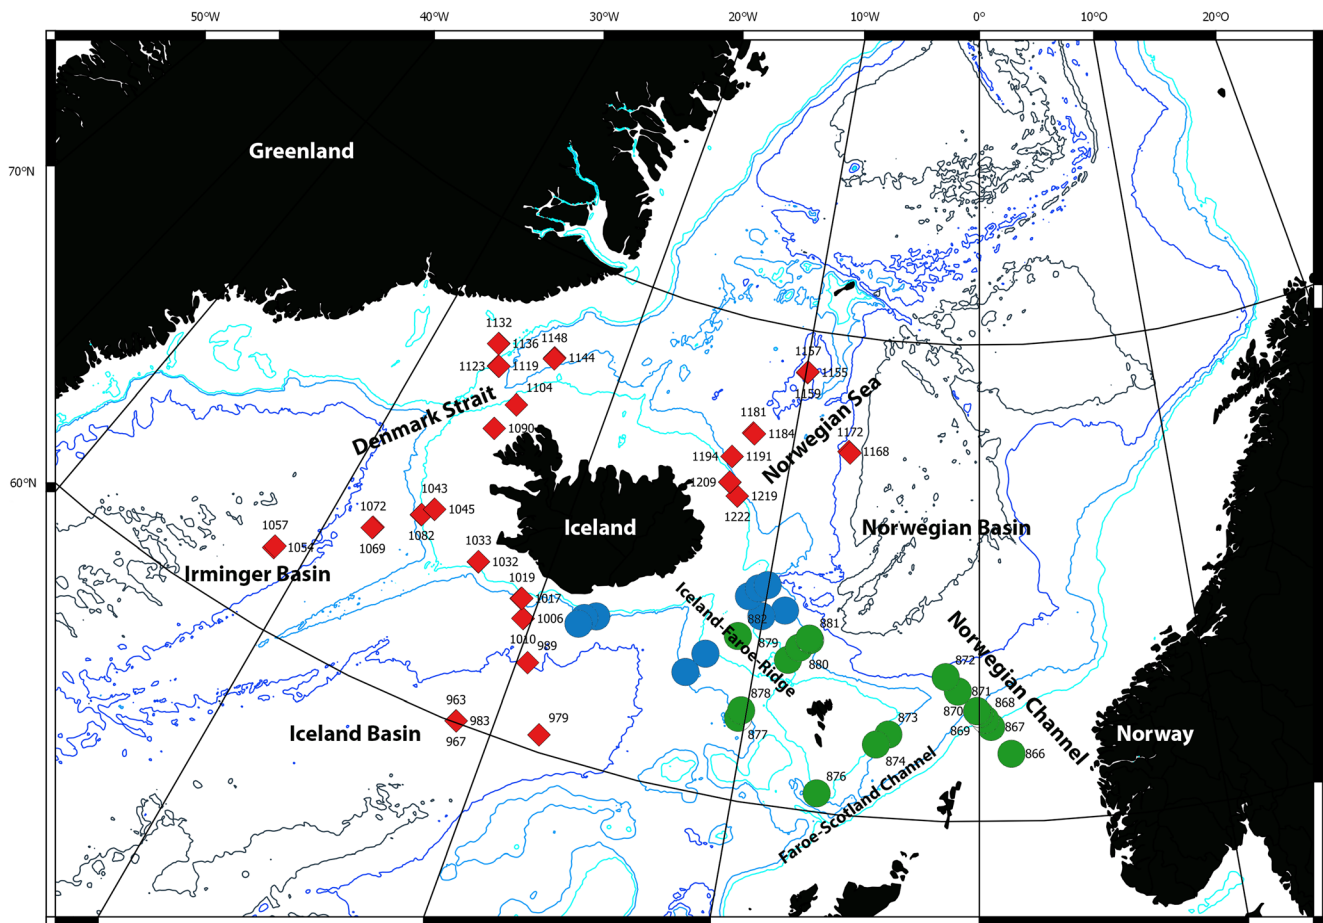 50°W
40°W
30°W
20°W
10°W
0°
10°O
20°O
70°N
60°N
Greenland
Denmark Strait
Norwegian Sea
Iceland
Norwegian Basin
Irminger Basin
Iceland Basin
Iceland-Faroe-Ridge
Norwegian Channel
Faroe-Scotland Channel
Norway
1132
1136
1148
1144
1123
1119
1104
1090
1157
1155
1159
1181
1184
1172
1168
1194
1191
1209
1219
1222
1043
1045
1072
1082
1069
1057
1054
1033
1032
1019
1017
1006
1010
989
963
983
967
979
882
881
879
880
878
877
872
871
868
870
867
869
866
873
874
876